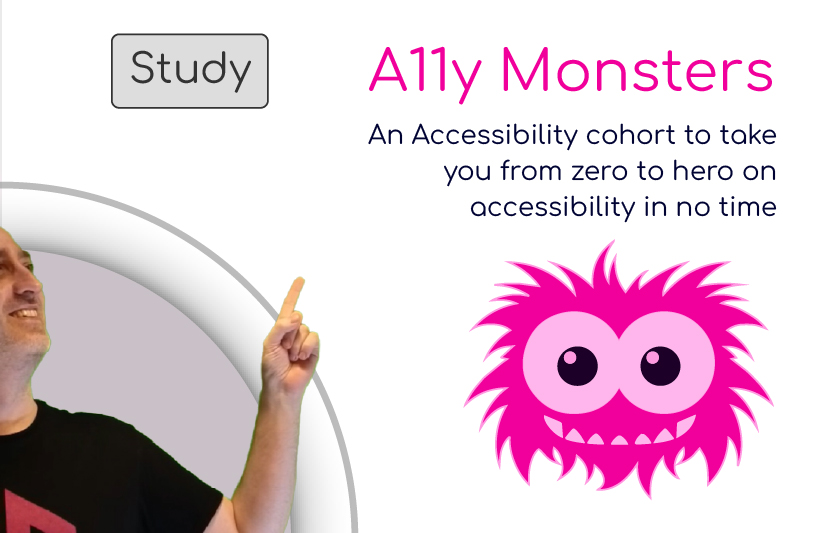 Study
A11y Monsters
An Accessibility cohort to take
you from zero to hero on
accessibility in no time